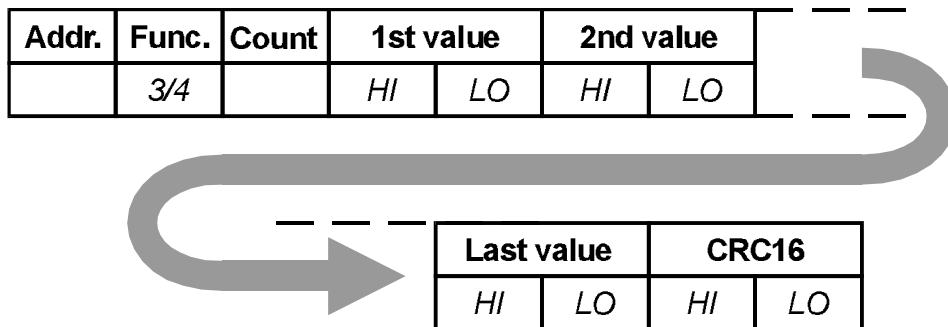 Addr. Func. Count 1st value 2nd value
3/4 HI LO HI LO
Last value CRC16
HI LO HI LO